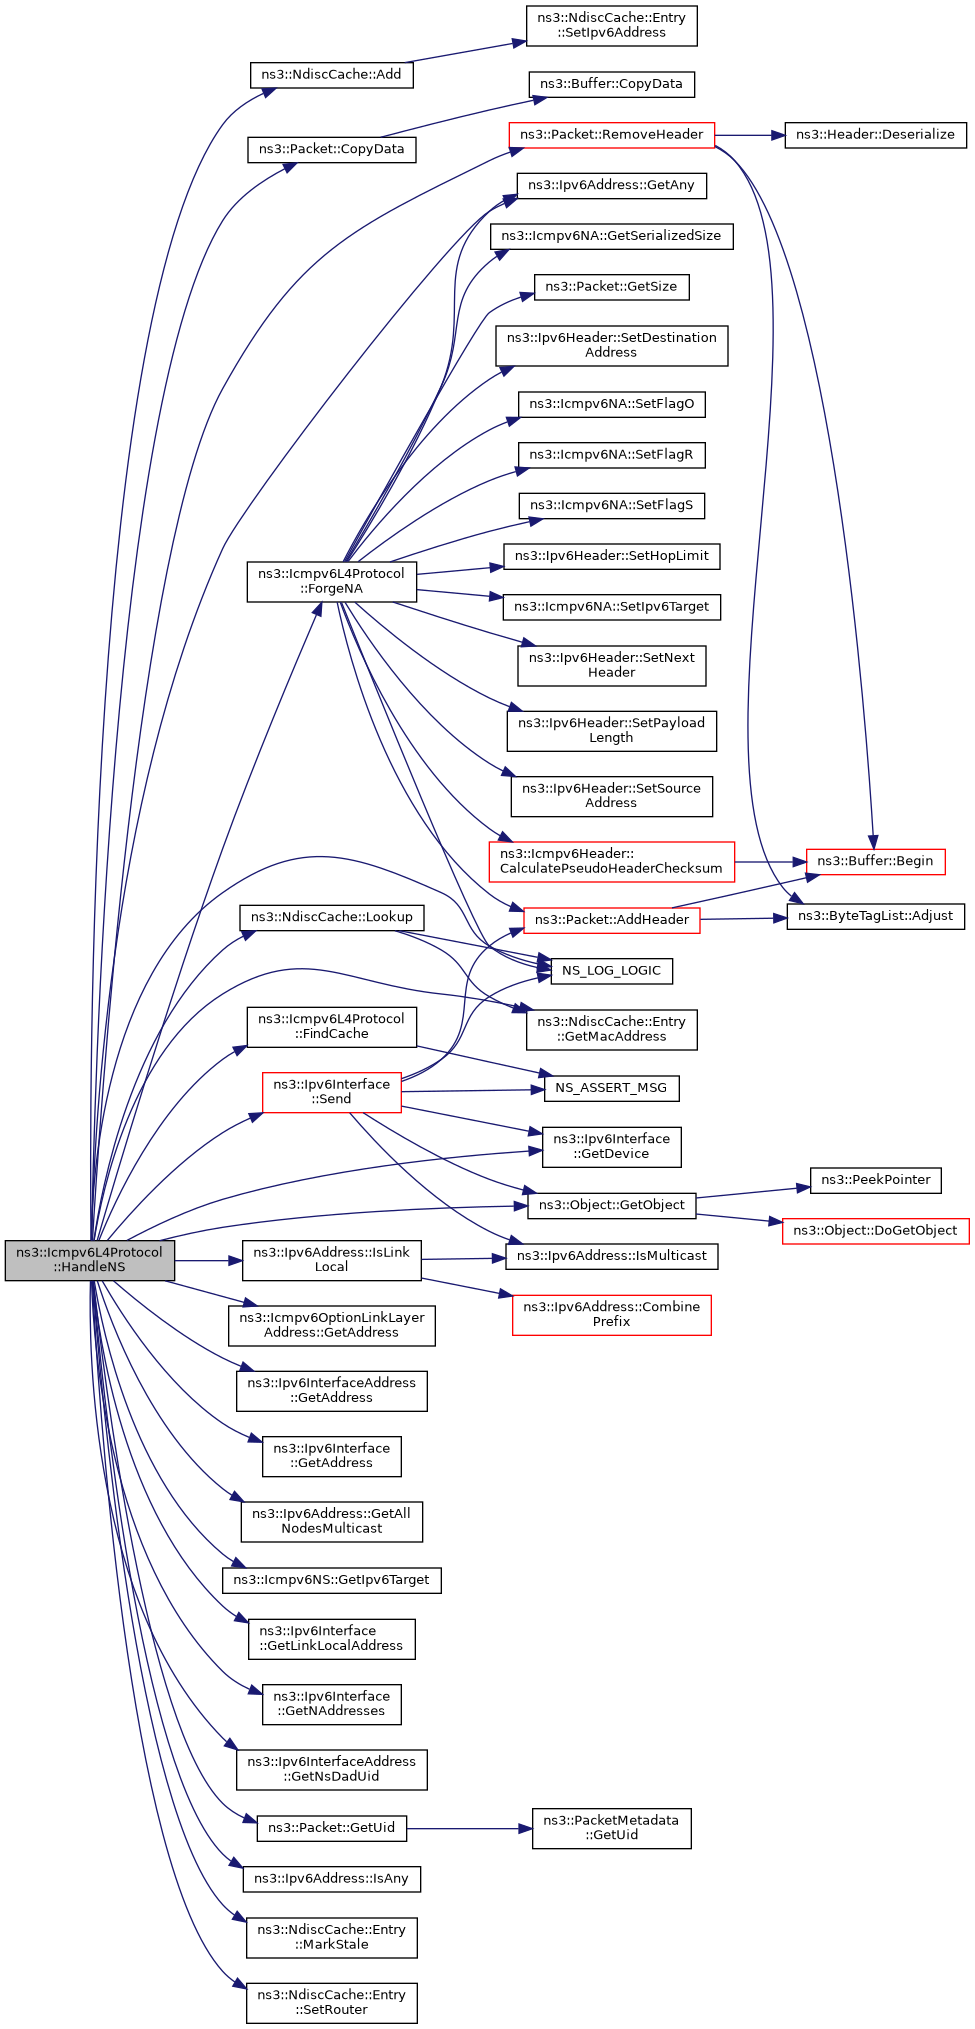 ns3::NdiscCache::Entry
::SetIpv6Address
ns3::NdiscCache::Add
ns3::Buffer::CopyData
ns3::Packet::CopyData
ns3::Packet::RemoveHeader
ns3::Header::Deserialize
ns3::Ipv6Address::GetAny
ns3::Icmpv6NA::GetSerializedSize
ns3::Packet::GetSize
ns3::Ipv6Header::SetDestination
Address
ns3::Icmpv6NA::SetFlagO
ns3::Icmpv6NA::SetFlagR
ns3::Icmpv6NA::SetFlagS
ns3::Ipv6Header::SetHopLimit
ns3::Icmpv6L4Protocol
::ForgeNA
ns3::Icmpv6NA::SetIpv6Target
ns3::Ipv6Header::SetNext
Header
ns3::Ipv6Header::SetPayload
Length
ns3::Ipv6Header::SetSource
Address
ns3::Icmpv6Header::
CalculatePseudoHeaderChecksum
ns3::Buffer::Begin
ns3::NdiscCache::Lookup
ns3::Packet::AddHeader
ns3::ByteTagList::Adjust
NS_LOG_LOGIC
ns3::Icmpv6L4Protocol
::FindCache
ns3::NdiscCache::Entry
::GetMacAddress
ns3::Ipv6Interface
::Send
NS_ASSERT_MSG
ns3::Ipv6Interface
::GetDevice
ns3::PeekPointer
ns3::Object::GetObject
ns3::Object::DoGetObject
ns3::Icmpv6L4Protocol
::HandleNS
ns3::Ipv6Address::IsLink
Local
ns3::Ipv6Address::IsMulticast
ns3::Icmpv6OptionLinkLayer
Address::GetAddress
ns3::Ipv6Address::Combine
Prefix
ns3::Ipv6InterfaceAddress
::GetAddress
ns3::Ipv6Interface
::GetAddress
ns3::Ipv6Address::GetAll
NodesMulticast
ns3::Icmpv6NS::GetIpv6Target
ns3::Ipv6Interface
::GetLinkLocalAddress
ns3::Ipv6Interface
::GetNAddresses
ns3::Ipv6InterfaceAddress
::GetNsDadUid
ns3::Packet::GetUid
ns3::PacketMetadata
::GetUid
ns3::Ipv6Address::IsAny
ns3::NdiscCache::Entry
::MarkStale
ns3::NdiscCache::Entry
::SetRouter